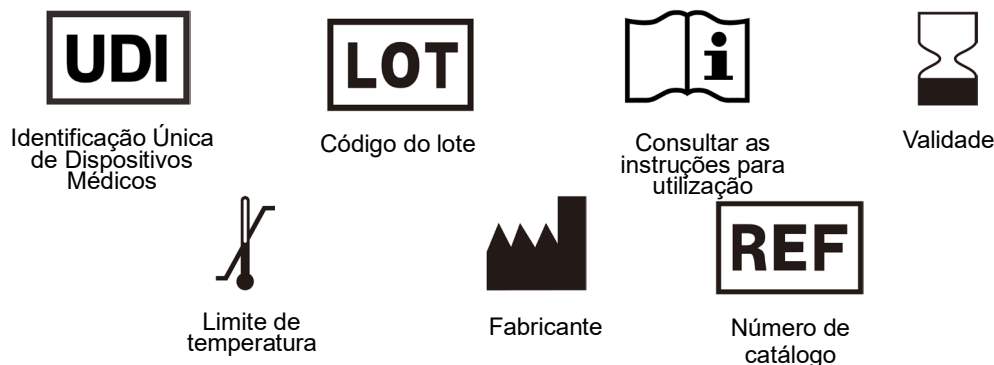 UDI
LOT
i
Identificação Única
de Dispositivos
Médicos
Código do lote
Consultar as
instruções para
utilização
Validade
REF
Limite de
temperatura
Fabricante
Número de
catálogo